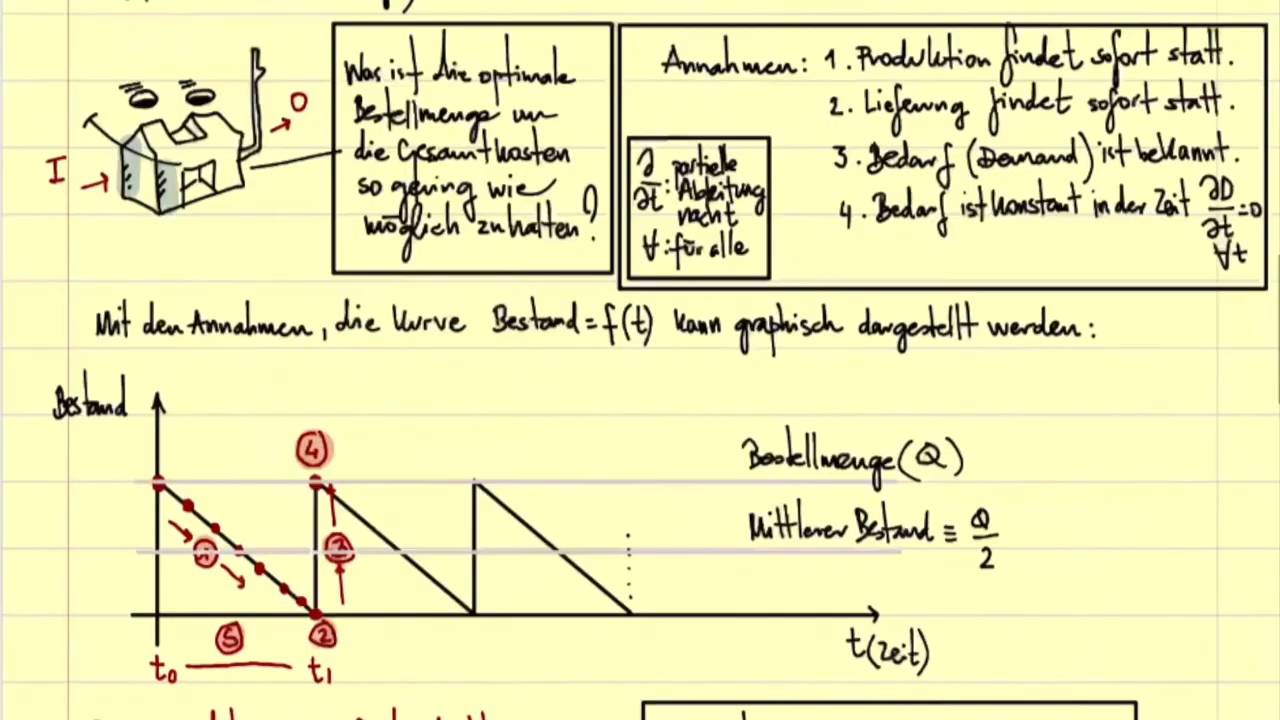 I
O
Was ist die optimale
Bestellmenge um
die Gesamtkosten
so gering wie
möglich zu halten?
Annahmen: 1. Produktion findet sofort statt.
2. Lieferung findet sofort statt.
3. Bedarf (Demand) ist bekannt.
4. Bedarf ist konstant in der Zeit ∂D/∂t=0
∀t
∂/∂t: partielle
Ableitung
nach t
∀: für alle
Mit den Annahmen, die Kurve Bestand=f(t) kann graphisch dargestellt werden:
Bestand
4
Bestellmenge (Q)
Mittlerer Bestand ≡ Q/2
1
3
5
2
t0
t1
t (Zeit)